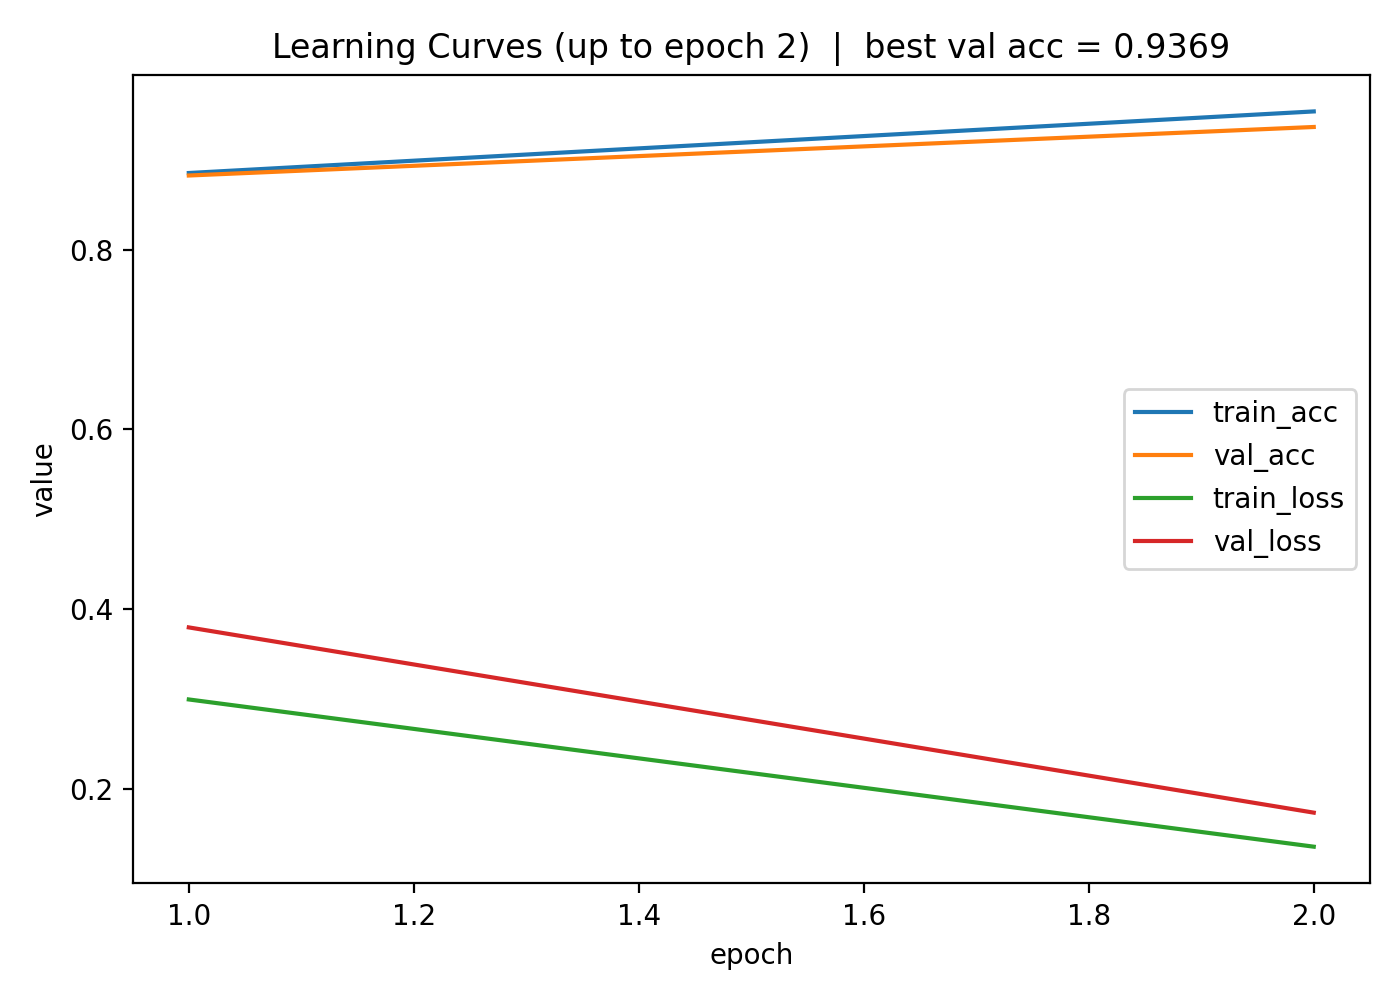 Learning Curves (up to epoch 2) | best val acc = 0.9369
0.8
0.6
0.4
0.2
value
train_acc
val_acc
train_loss
val_loss
1.0 1.2 1.4 1.6 1.8 2.0
epoch